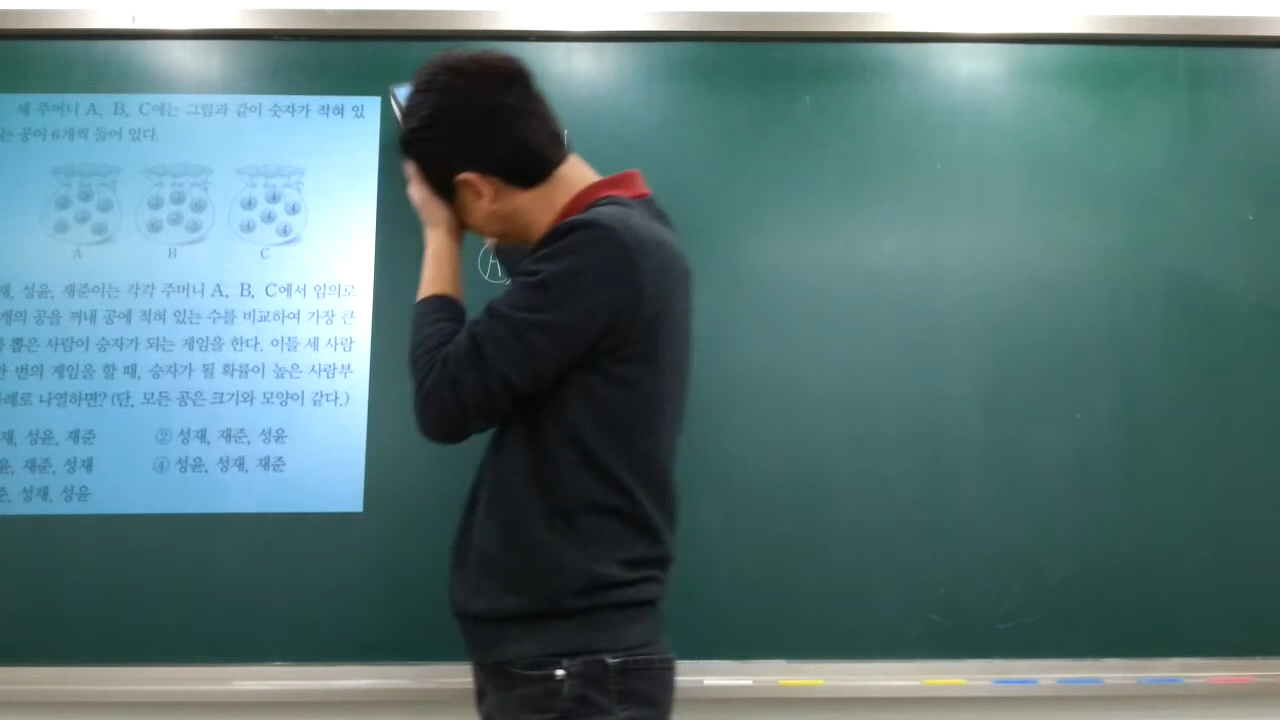 세 주머니 A, B, C에는 그림과 같이 숫자가 적혀 있
는 공이 6개씩 들어 있다.
A B C
재, 성윤, 재준이는 각각 주머니 A, B, C에서 임의로
개의 공을 꺼내 공에 적혀 있는 수를 비교하여 가장 큰
뽑은 사람이 승자가 되는 게임을 한다. 이들 세 사람
번의 게임을 할 때, 승자가 될 확률이 높은 사람부
례로 나열하면? (단, 모든 공은 크기와 모양이 같다.)
재, 성윤, 재준 ② 성재, 재준, 성윤
윤, 재준, 성재 ④ 성윤, 성재, 재준
준, 성재, 성윤
A